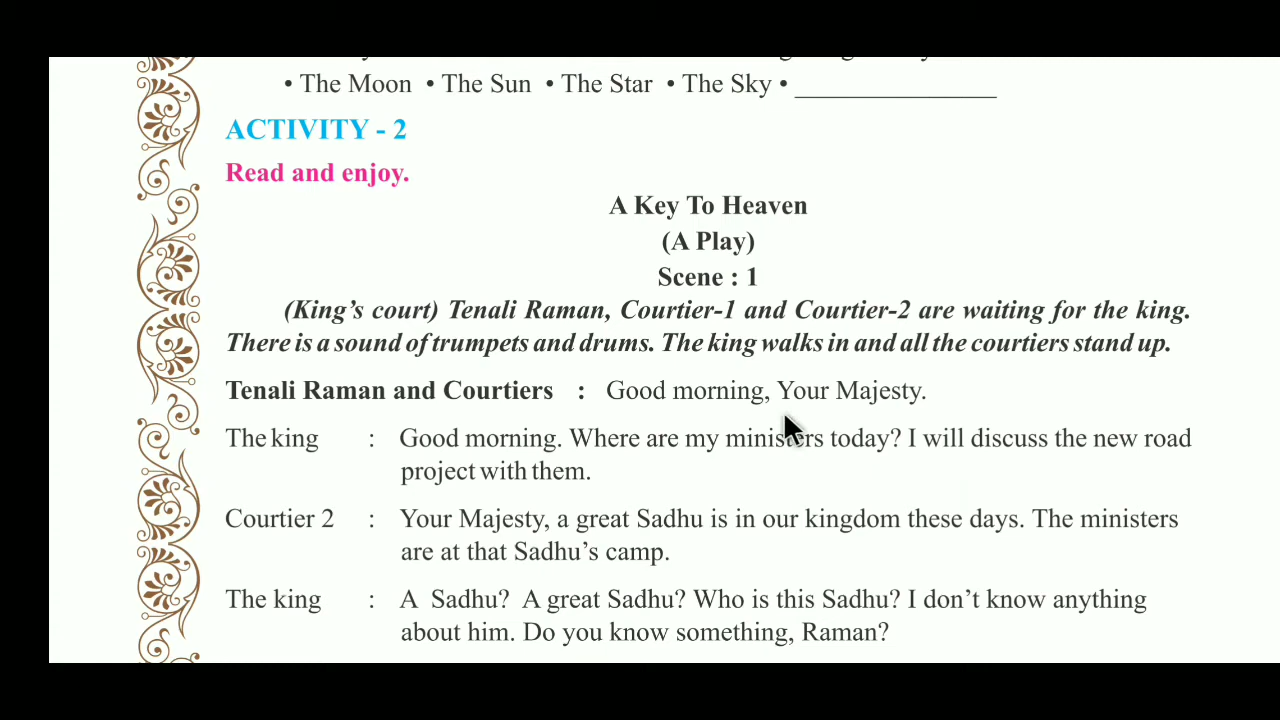 • The Moon • The Sun • The Star • The Sky • _______________
ACTIVITY - 2
Read and enjoy.
A Key To Heaven
(A Play)
Scene : 1
(King's court) Tenali Raman, Courtier-1 and Courtier-2 are waiting for the king.
There is a sound of trumpets and drums. The king walks in and all the courtiers stand up.
Tenali Raman and Courtiers : Good morning, Your Majesty.
The king : Good morning. Where are my ministers today? I will discuss the new road
project with them.
Courtier 2 : Your Majesty, a great Sadhu is in our kingdom these days. The ministers
are at that Sadhu's camp.
The king : A Sadhu? A great Sadhu? Who is this Sadhu? I don't know anything
about him. Do you know something, Raman?